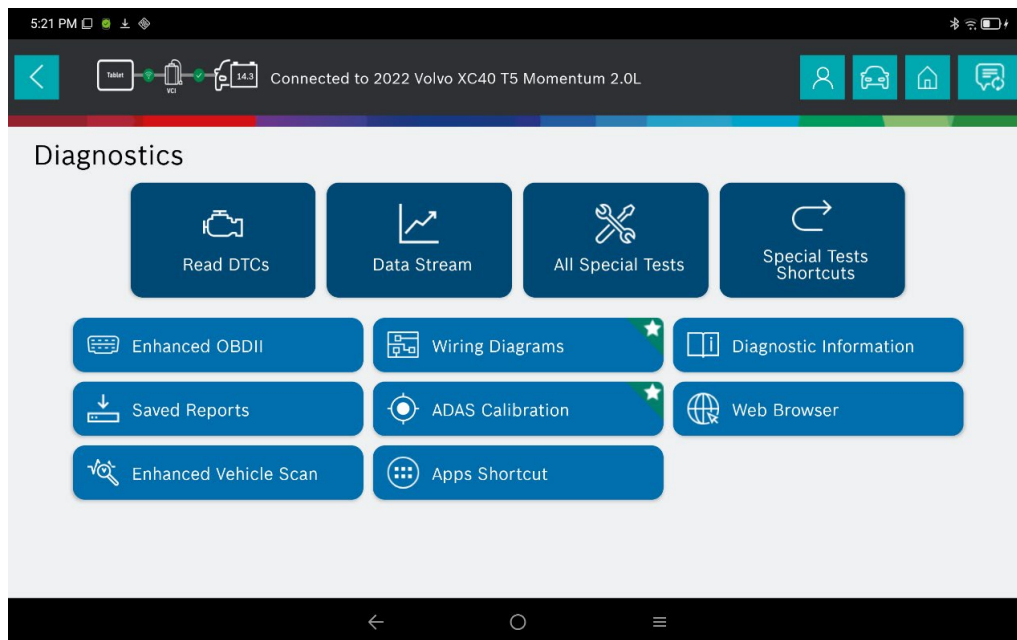 5:21 PM
Tablet
VCI
14.3
Connected to 2022 Volvo XC40 T5 Momentum 2.0L
Diagnostics
Read DTCs
Data Stream
All Special Tests
Special Tests
Shortcuts
Enhanced OBDII
Wiring Diagrams
Diagnostic Information
Saved Reports
ADAS Calibration
Web Browser
Enhanced Vehicle Scan
Apps Shortcut